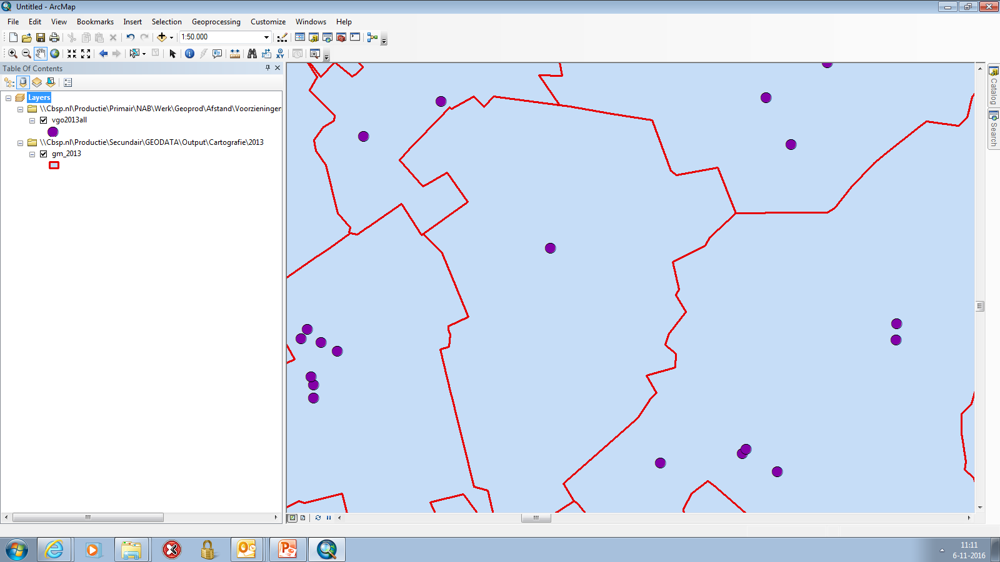 Untitled - ArcMap
File Edit View Bookmarks Insert Selection Geoprocessing Customize Windows Help
1:50.000
Table Of Contents
Layers
\\Cbsp.nl\Productie\Primair\NAB\Werk\Geoprod\Afstand\Voorzieningen
vgo2013all
\\Cbsp.nl\Productie\Secundair\GEODATA\Output\Cartografie\2013
gm_2013
Catalog
Search
11:11
6-11-2016